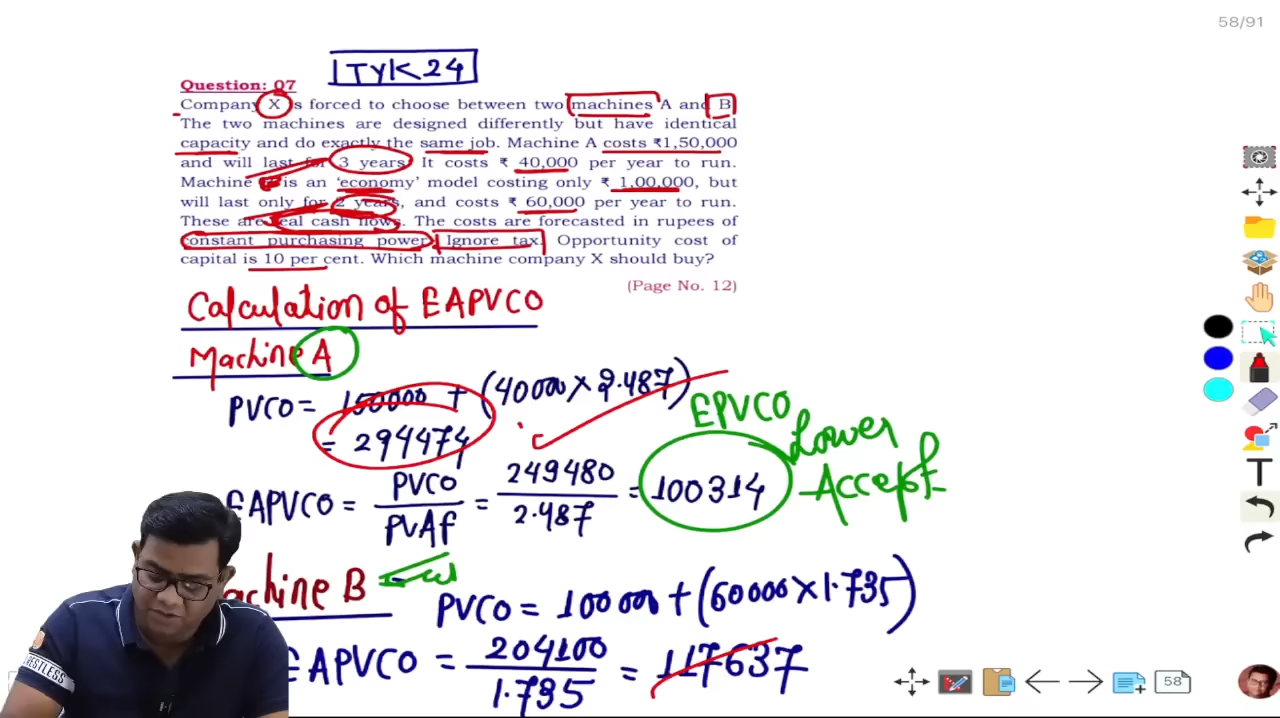 58/91
TYK 24
Question: 07
Company X is forced to choose between two machines A and B
The two machines are designed differently but have identical
capacity and do exactly the same job. Machine A costs ₹1,50,000
and will last for 3 years. It costs ₹ 40,000 per year to run.
Machine is an ‘economy’ model costing only ₹ 1,00,000, but
will last only for 2 years, and costs ₹ 60,000 per year to run.
These are real cash flows. The costs are forecasted in rupees of
constant purchasing power. Ignore tax. Opportunity cost of
capital is 10 per cent. Which machine company X should buy?
(Page No. 12)
Calculation of EAPVCO
Machine A
PVCO = 150000 + (40000 × 2.487)
= 294474
EPVCO
Lower
Accept
EAPVCO = PVCO / PVAf = 249480 / 2.487 = 100314
Machine B
PVCO = 100000 + (60000 × 1.735)
EAPVCO = 204100 / 1.735 = 117637
RESTLESS
T
58